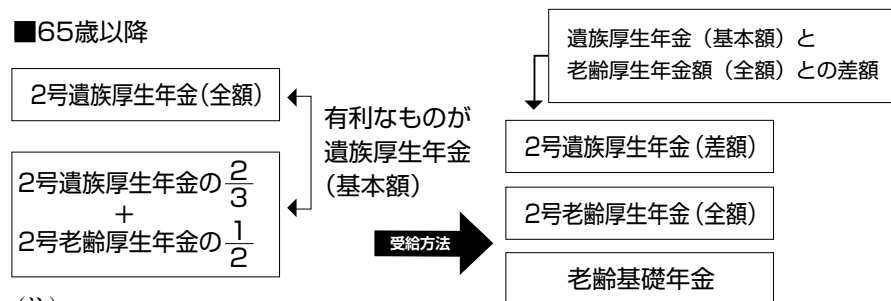 ■65歳以降
2号遺族厚生年金(全額)
2号遺族厚生年金の2/3
+
2号老齢厚生年金の1/2
有利なものが
遺族厚生年金
(基本額)
受給方法
遺族厚生年金(基本額)と
老齢厚生年金額(全額)との差額
2号遺族厚生年金(差額)
2号老齢厚生年金(全額)
老齢基礎年金